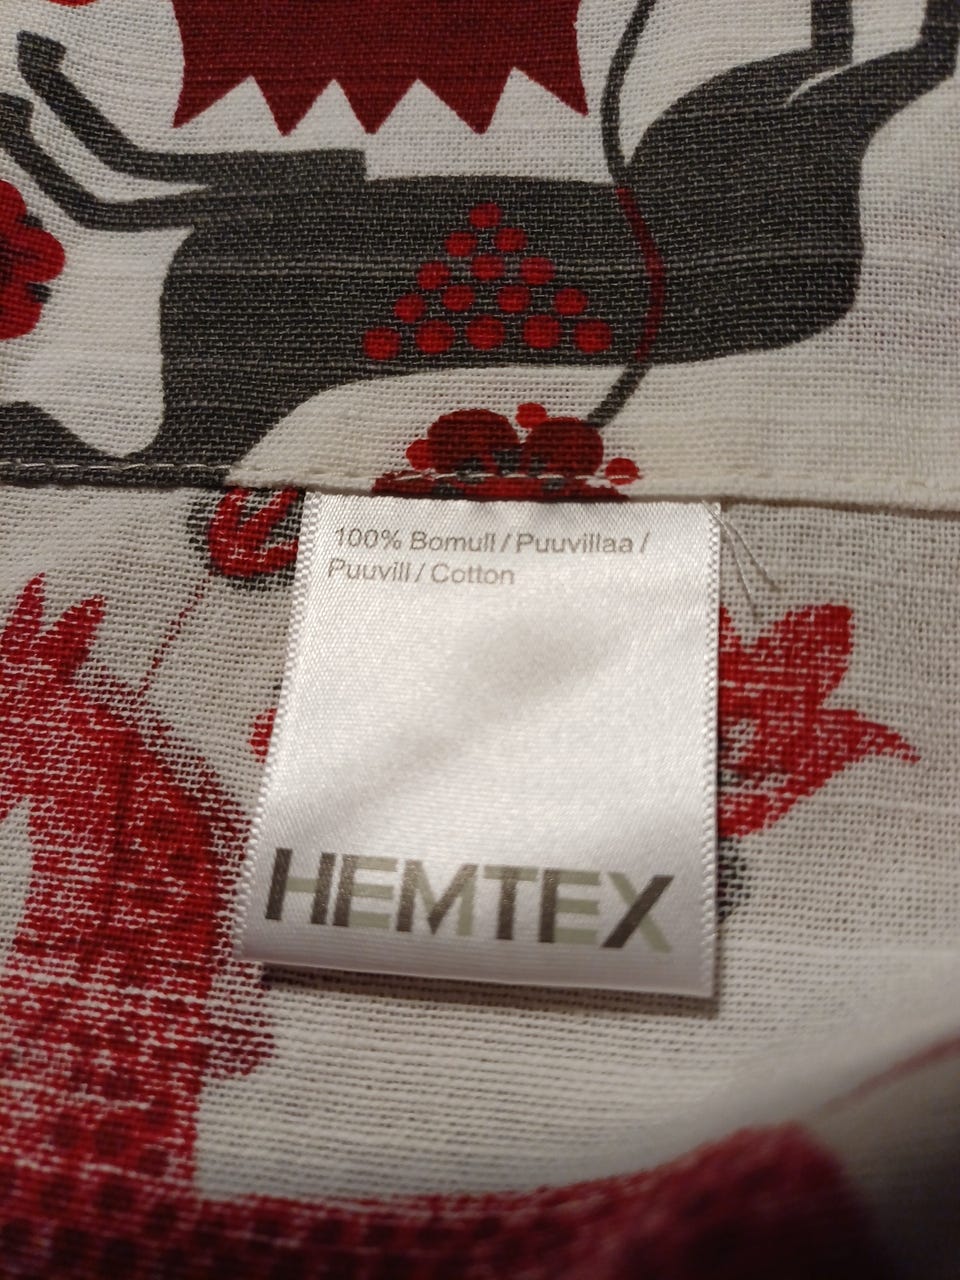 100% Bomull / Puuvillaa /
Puuvill / Cotton
HEMTEX